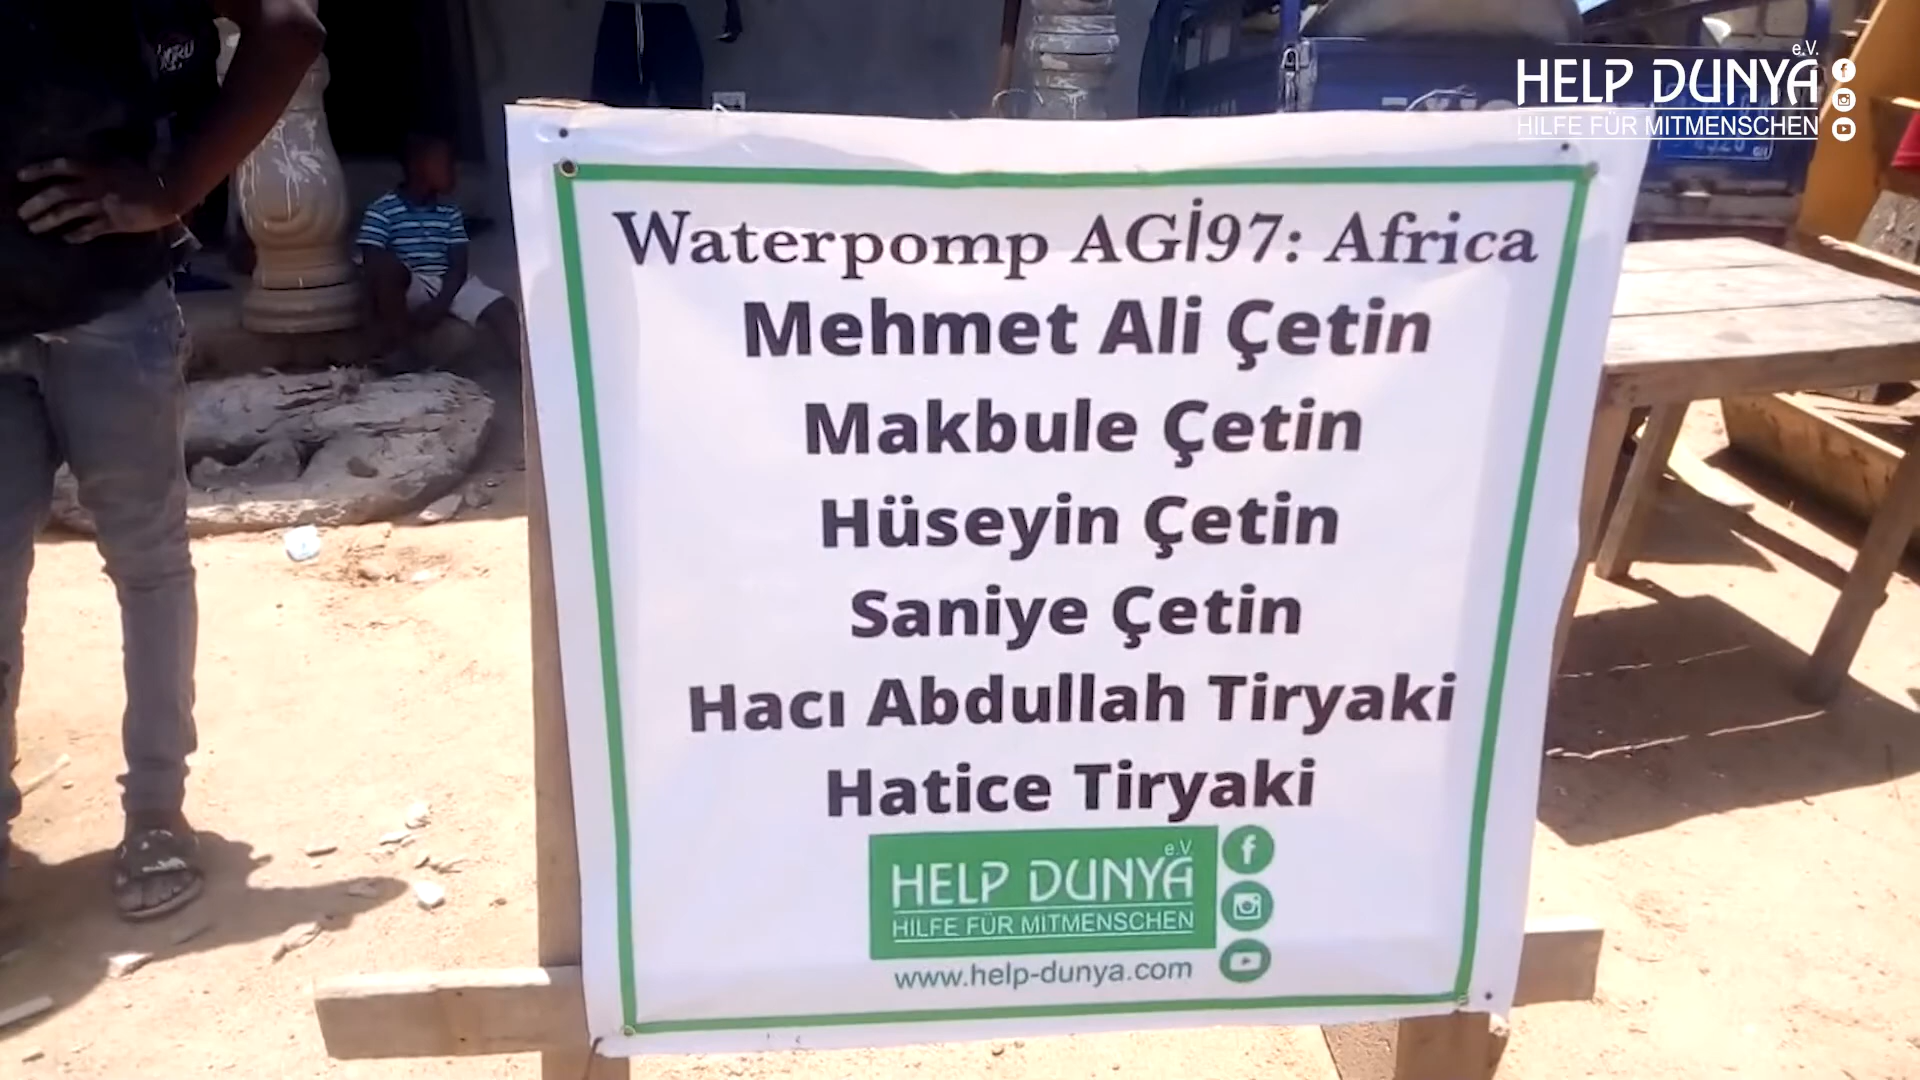 e.V.
HELP DUNYA
HILFE FÜR MITMENSCHEN
Waterpomp AGİ97: Africa
Mehmet Ali Çetin
Makbule Çetin
Hüseyin Çetin
Saniye Çetin
Hacı Abdullah Tiryaki
Hatice Tiryaki
e.V.
HELP DUNYA
HILFE FÜR MITMENSCHEN
www.help-dunya.com